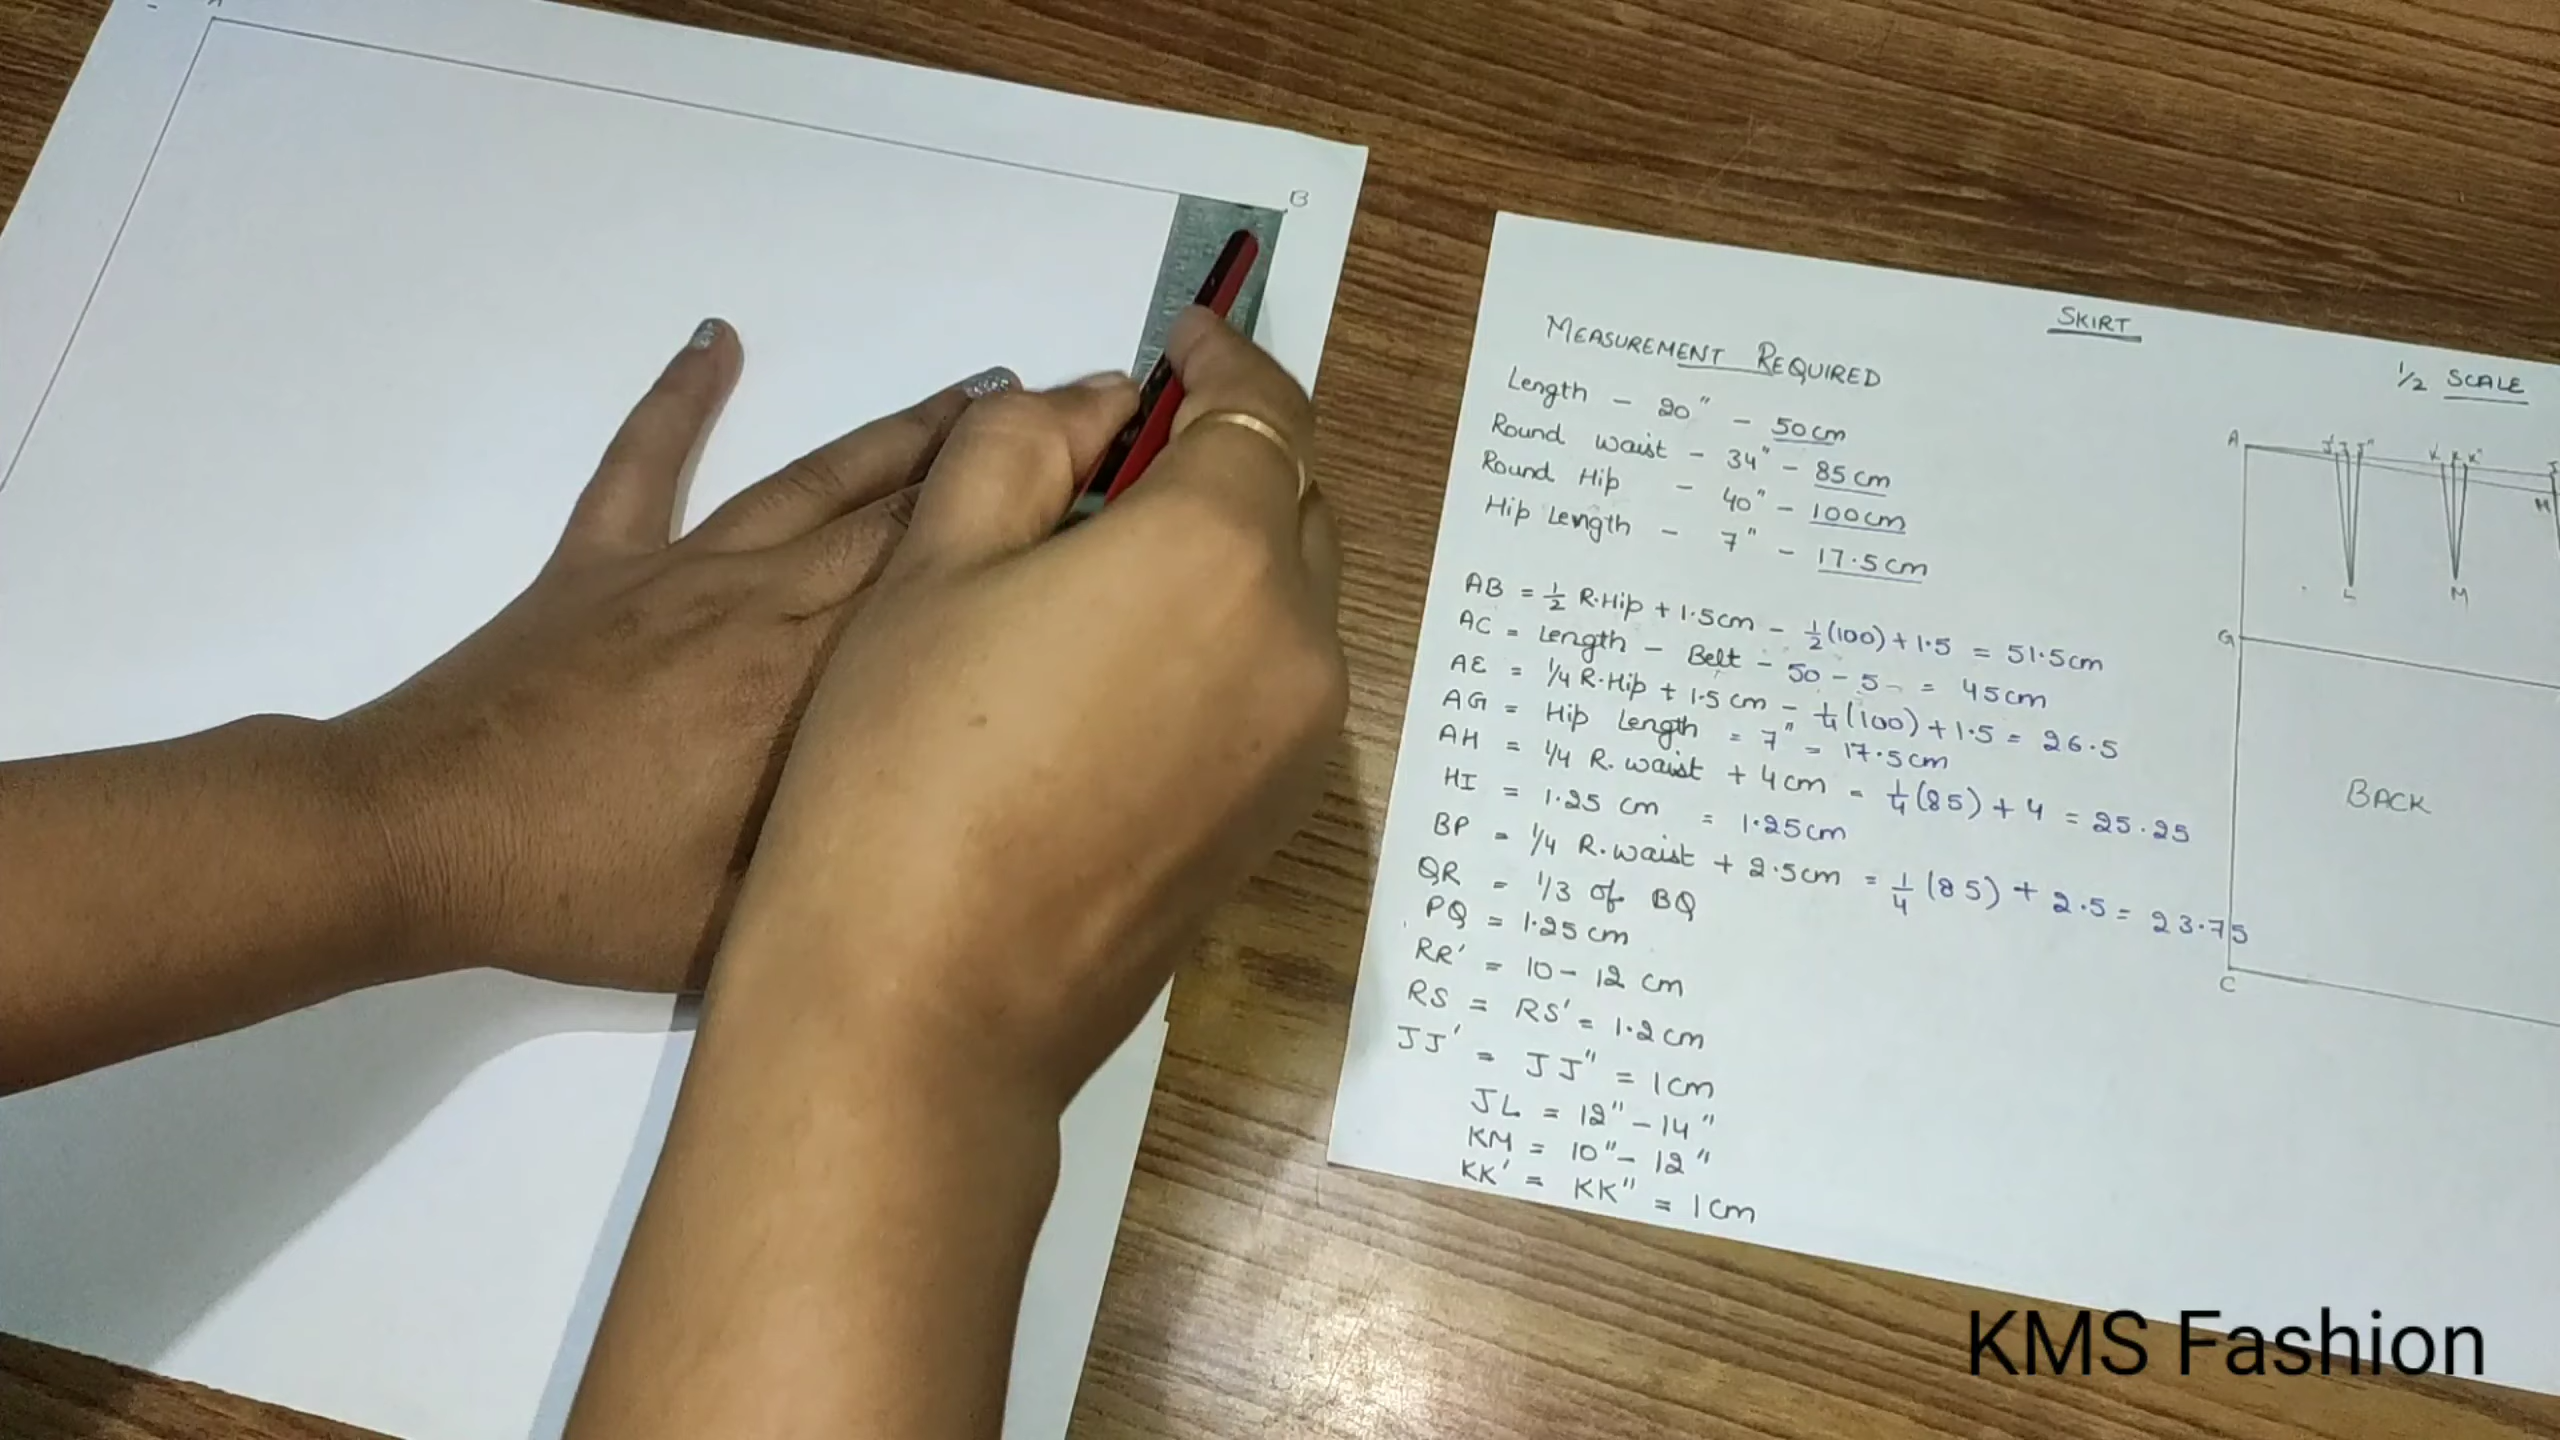 A
B
SKIRT
1/2 SCALE
MEASUREMENT REQUIRED
Length - 20" - 50cm
Round waist - 34" - 85cm
Round Hip - 40" - 100cm
Hip Length - 7" - 17.5cm
AB = 1/2 R.Hip + 1.5cm - 1/2(100) + 1.5 = 51.5cm
AC = Length - Belt - 50 - 5 = 45cm
AE = 1/4 R.Hip + 1.5cm - 1/4(100) + 1.5 = 26.5
AG = Hip Length = 7" = 17.5cm
AH = 1/4 R. waist + 4cm = 1/4(85) + 4 = 25.25
HI = 1.25 cm = 1.25cm
BP = 1/4 R. waist + 2.5cm = 1/4(85) + 2.5 = 23.75
QR = 1/3 of BQ
PQ = 1.25 cm
RR' = 10 - 12 cm
RS = RS' = 1.2cm
JJ' = JJ" = 1cm
JL = 12" - 14"
KM = 10" - 12"
KK' = KK" = 1cm
A J' J J" K' K K"
H
L M
G
BACK
C
KMS Fashion